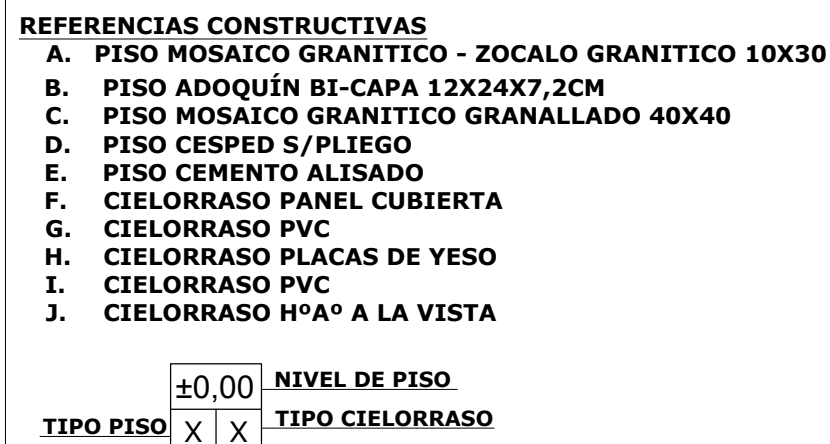 REFERENCIAS CONSTRUCTIVAS
A. PISO MOSAICO GRANITICO - ZOCALO GRANITICO 10X30
B. PISO ADOQUÍN BI-CAPA 12X24X7,2CM
C. PISO MOSAICO GRANITICO GRANALLADO 40X40
D. PISO CESPED S/PLIEGO
E. PISO CEMENTO ALISADO
F. CIELORRASO PANEL CUBIERTA
G. CIELORRASO PVC
H. CIELORRASO PLACAS DE YESO
I. CIELORRASO PVC
J. CIELORRASO HºAº A LA VISTA
±0,00 NIVEL DE PISO
TIPO PISO X X TIPO CIELORRASO